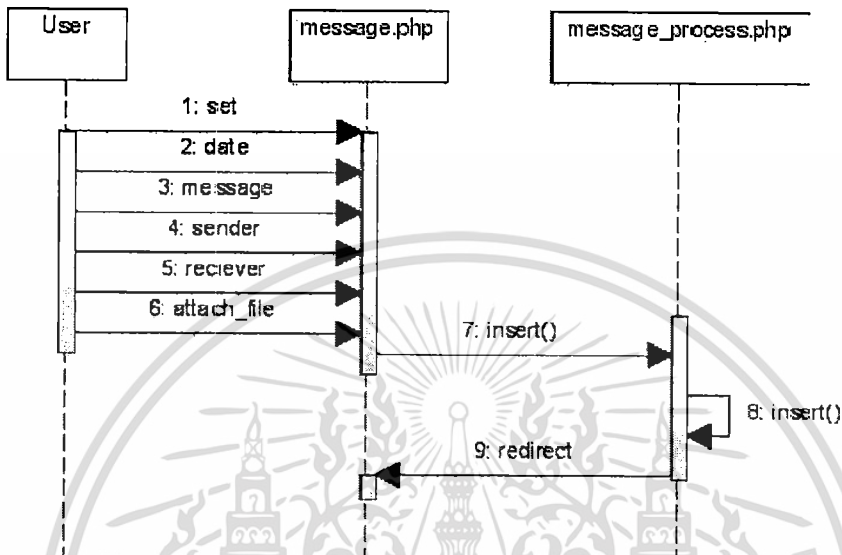 User
message.php
message_process.php
1: set
2: date
3: message
4: sender
5: reciever
6: attach_file
7: insert()
8: insert()
9: redirect